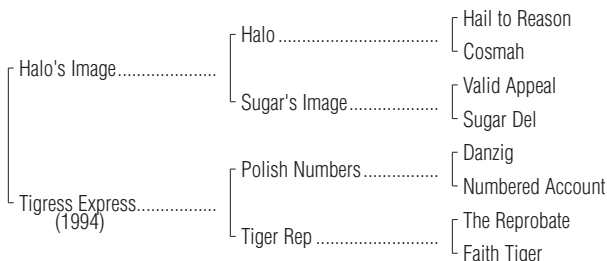 Hail to Reason
Halo
Cosmah
Halo's Image
Valid Appeal
Sugar's Image
Sugar Del
Danzig
Polish Numbers
Numbered Account
Tigress Express
(1994)
The Reprobate
Tiger Rep
Faith Tiger